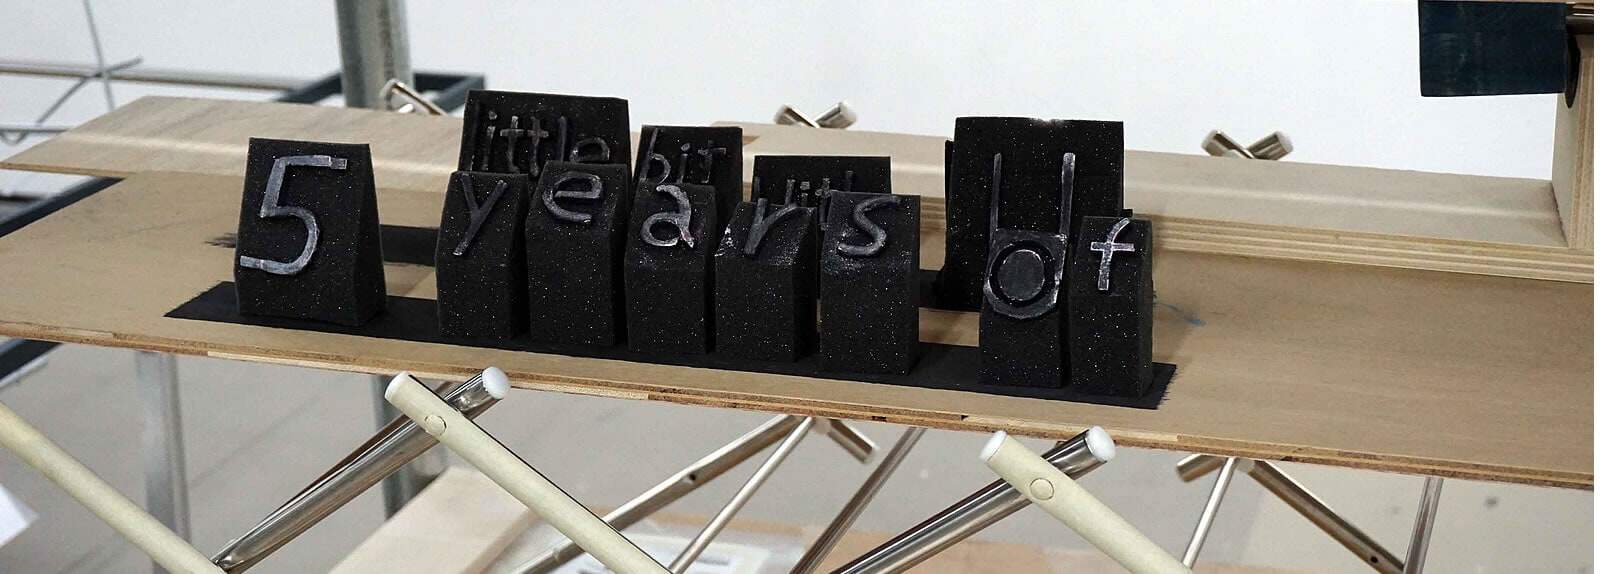 little bit
5 years of